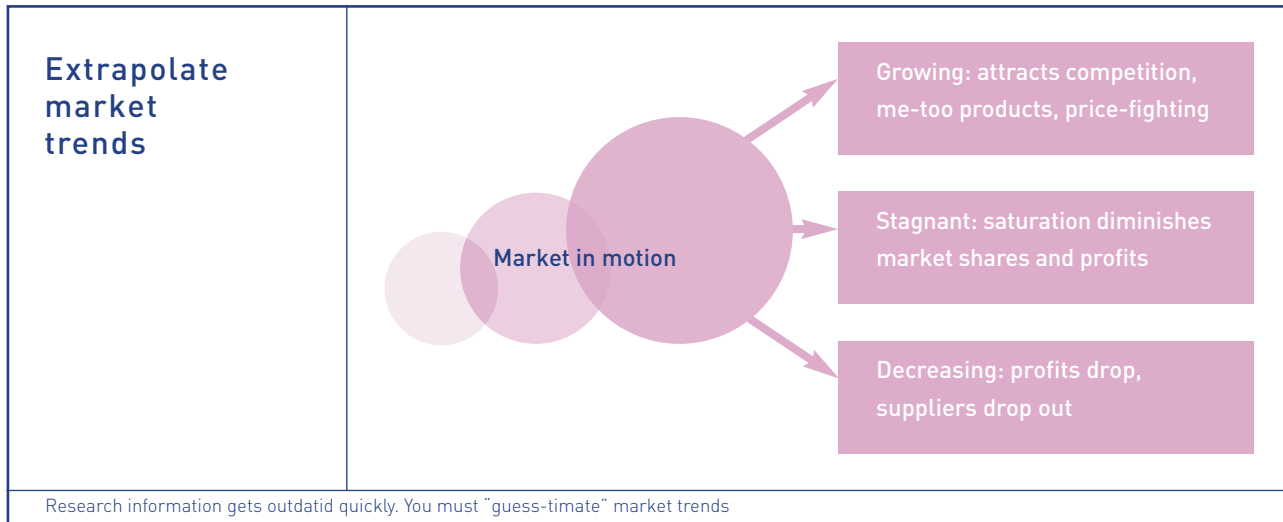 Extrapolate
market
trends
Market in motion
Growing: attracts competition,
me-too products, price-fighting
Stagnant: saturation diminishes
market shares and profits
Decreasing: profits drop,
suppliers drop out
Research information gets outdatid quickly. You must “guess-timate” market trends